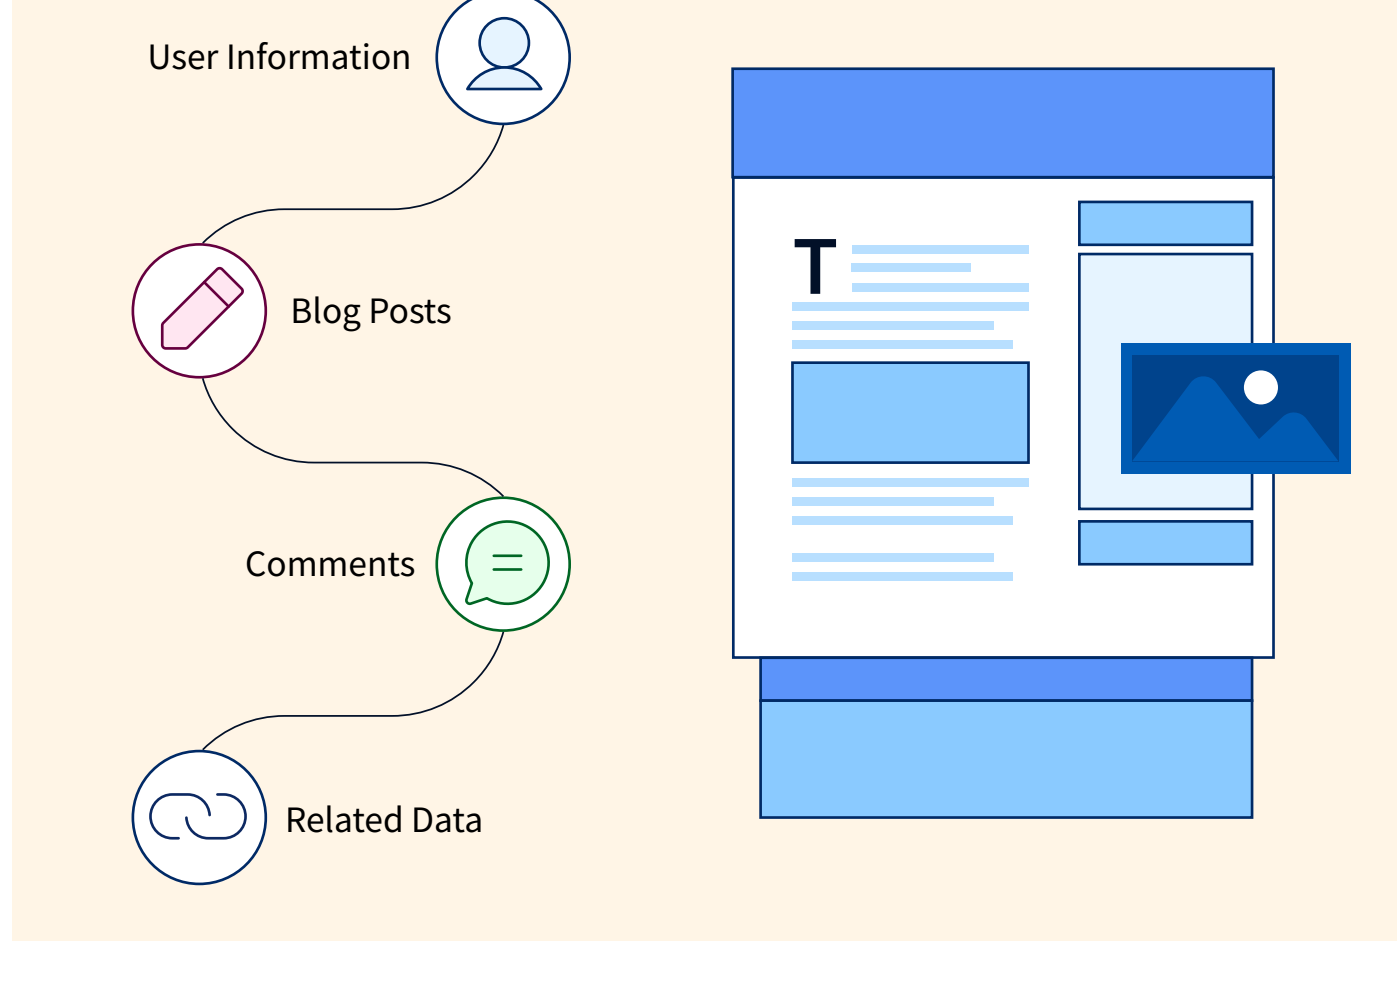 User Information
Blog Posts
T
Comments
Related Data